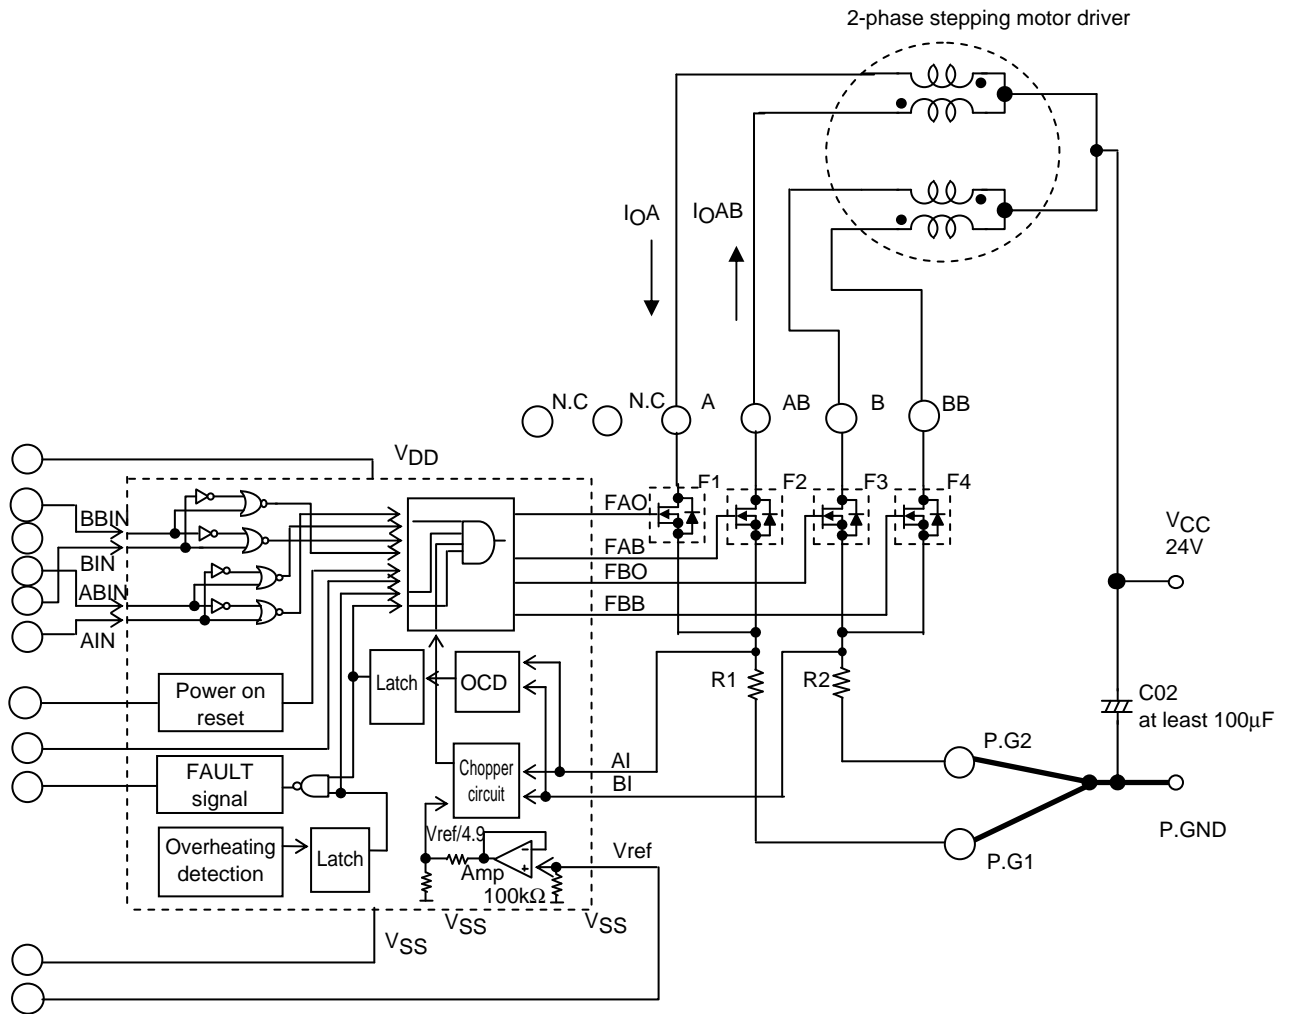 2-phase stepping motor driver
IOA
IOAB
N.C
N.C
A
AB
B
BB
VDD
F1
F2
F3
F4
FAO
FAB
FBO
FBB
BBIN
BIN
ABIN
AIN
VCC
24V
Power on
reset
Latch
OCD
R1
R2
C02
at least 100μF
FAULT
signal
Chopper
circuit
AI
BI
P.G2
P.GND
P.G1
Overheating
detection
Latch
Vref/4.9
Amp
-
+
100kΩ
Vref
VSS
VSS
VSS